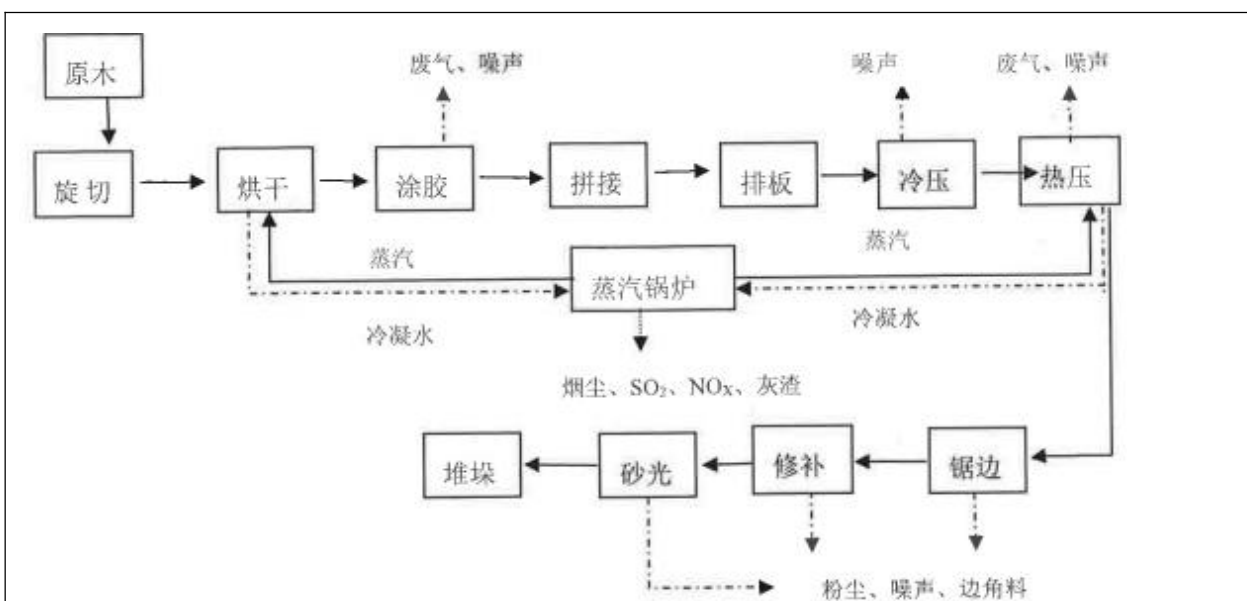 原木
废气、噪声
噪声
废气、噪声
旋 切
烘干
涂胶
拼接
排板
冷压
热压
蒸汽
蒸汽
蒸汽锅炉
冷凝水
冷凝水
烟尘、SO₂、NOx、灰渣
堆垛
砂光
修补
锯边
粉尘、噪声、边角料